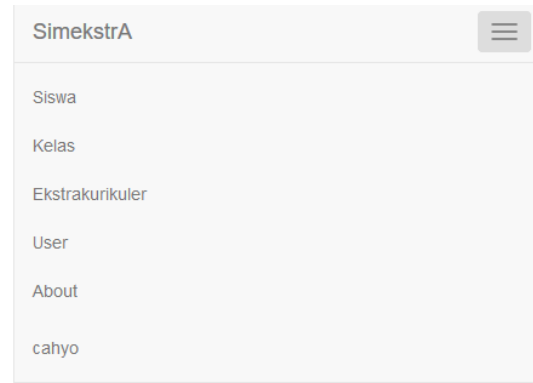 SimekstrA
Siswa
Kelas
Ekstrakurikuler
User
About
cahyo